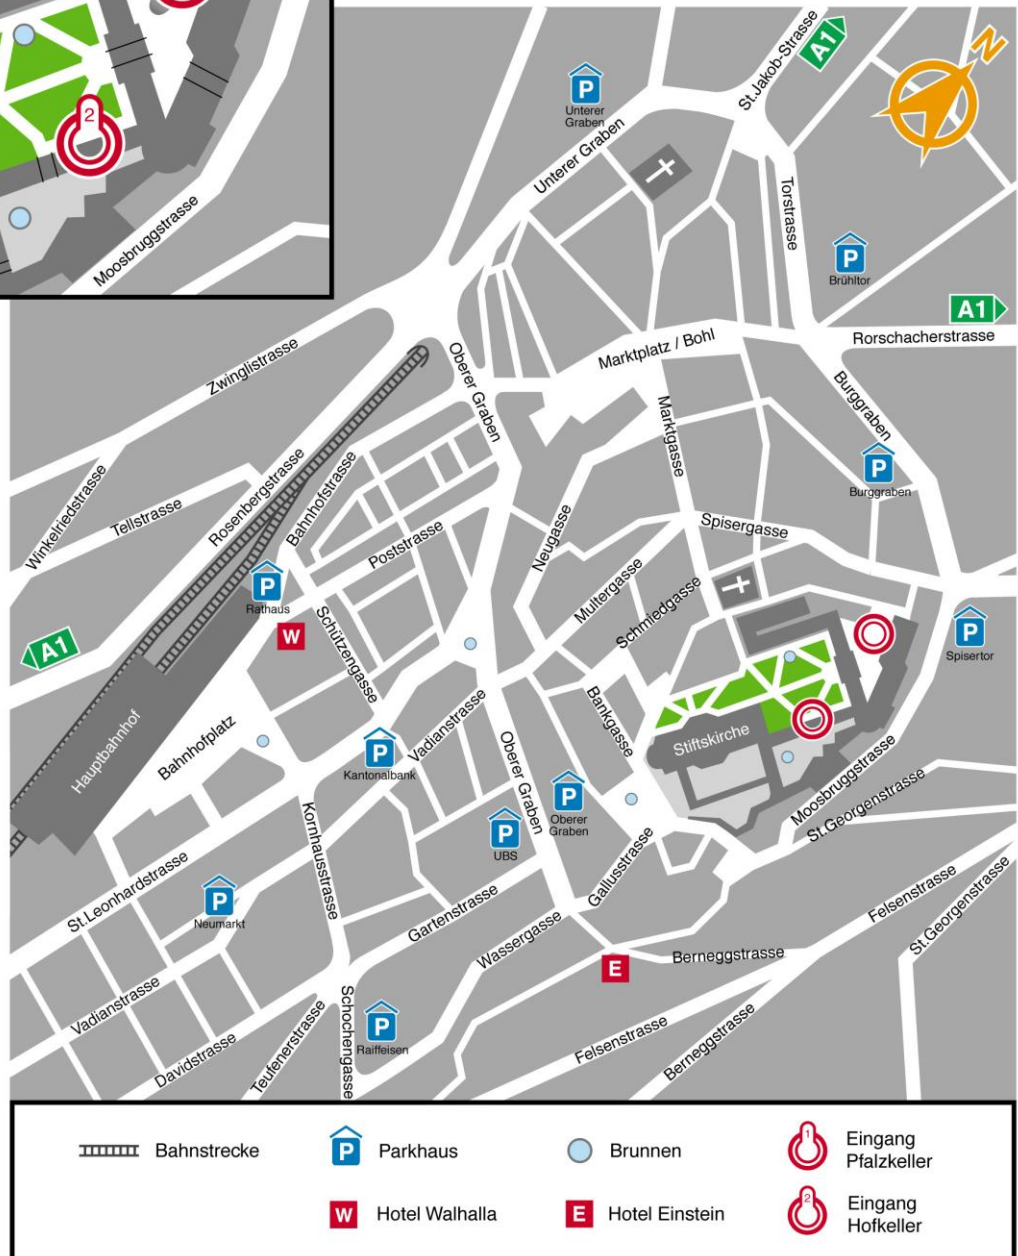 2
Moosbruggstrasse
N
St.Jakob-Strasse
A1
P
Unterer
Graben
Unterer Graben
Torstrasse
P
Brühltor
A1
Rorschacherstrasse
Marktplatz / Bohl
Zwinglistrasse
Oberer Graben
Burggraben
Marktgasse
P
Burggraben
Winkelriedstrasse
Tellstrasse
Rosenbergstrasse
Bahnhofstrasse
Poststrasse
Neugasse
Spisergasse
Multergasse
Schmiedgasse
P
Rathaus
W
Schützengasse
A1
P
Spisertor
Hauptbahnhof
Bahnhofplatz
Vadianstrasse
P
Kantonalbank
Oberer Graben
Bankgasse
Stiftskirche
Moosbruggstrasse
St.Georgenstrasse
P
Oberer
Graben
P
UBS
Gallusstrasse
Kornhausstrasse
St.Leonhardstrasse
P
Neumarkt
Gartenstrasse
Wassergasse
Felsenstrasse
St.Georgenstrasse
E
Berneggstrasse
Vadianstrasse
Davidstrasse
Teufenerstrasse
Schochengasse
P
Raiffeisen
Felsenstrasse
Berneggstrasse
Bahnstrecke
P
Parkhaus
Brunnen
1
Eingang
Pfalzkeller
W
Hotel Walhalla
E
Hotel Einstein
2
Eingang
Hofkeller